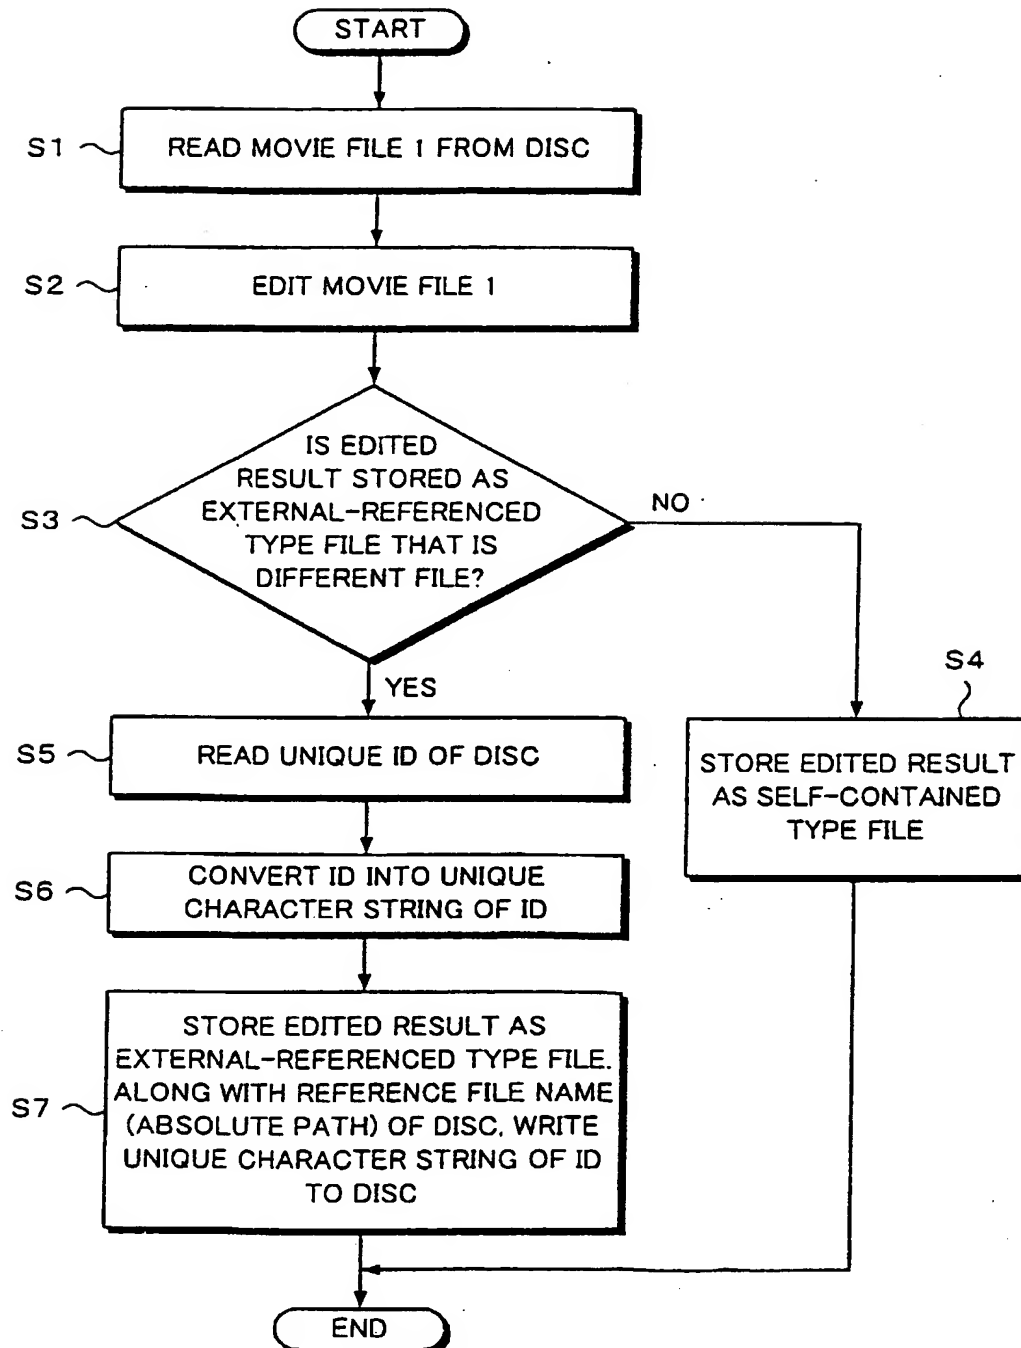 START
S1
READ MOVIE FILE 1 FROM DISC
S2
EDIT MOVIE FILE 1
S3
IS EDITED
RESULT STORED AS
EXTERNAL-REFERENCED
TYPE FILE THAT IS
DIFFERENT FILE?
NO
YES
S4
STORE EDITED RESULT
AS SELF-CONTAINED
TYPE FILE
S5
READ UNIQUE ID OF DISC
S6
CONVERT ID INTO UNIQUE
CHARACTER STRING OF ID
S7
STORE EDITED RESULT AS
EXTERNAL-REFERENCED TYPE FILE.
ALONG WITH REFERENCE FILE NAME
(ABSOLUTE PATH) OF DISC, WRITE
UNIQUE CHARACTER STRING OF ID
TO DISC
END